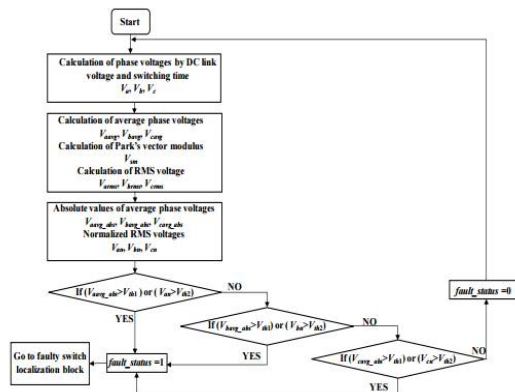 Start
Calculation of phase voltages by DC link
voltage and switching time
Va, Vb, Vc
Calculation of average phase voltages
Vaavg, Vbavg, Vcavg
Calculation of Park's vector modulus
Vsm
Calculation of RMS voltage
Varms, Vbrms, Vcrms
Absolute values of average phase voltages
Vaavg_abs, Vbavg_abs, Vcavg_abs
Normalized RMS voltages
Van, Vbn, Vcn
If (Vaavg_abs>Vth1) or ( Van>Vth2)
NO
YES
If (Vbavg_abs>Vth1) or ( Vbn>Vth2)
NO
YES
If (Vcavg_abs>Vth1) or ( Vcn>Vth2)
NO
YES
fault_status=0
fault_status=1
Go to faulty switch
localization block